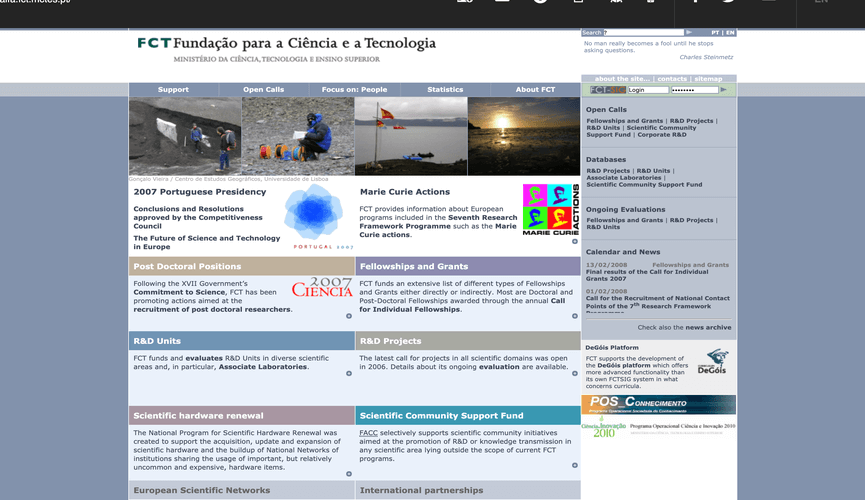 EN
Search
PT | EN
FCT Fundação para a Ciência e a Tecnologia
MINISTÉRIO DA CIÊNCIA, TECNOLOGIA E ENSINO SUPERIOR
No man really becomes a fool until he stops
asking questions.
Charles Steinmetz
about the site... | contacts | sitemap
Support
Open Calls
Focus on: People
Statistics
About FCT
Login
Gonçalo Vieira / Centro de Estudos Geográficos, Universidade de Lisboa
2007 Portuguese Presidency
Conclusions and Resolutions
approved by the Competitiveness
Council
The Future of Science and Technology
in Europe
PORTUGAL 2007
Marie Curie Actions
FCT provides information about European
programs included in the Seventh Research
Framework Programme such as the Marie
Curie actions.
MARIE CURIE ACTIONS
Post Doctoral Positions
Following the XVII Government's
Commitment to Science, FCT has been
promoting actions aimed at the
recruitment of post doctoral researchers.
2007
CIÊNCIA
Fellowships and Grants
FCT funds an extensive list of different types of Fellowships
and Grants either directly or indirectly. Most are Doctoral and
Post-Doctoral Fellowships awarded through the annual Call
for Individual Fellowships.
R&D Units
FCT funds and evaluates R&D Units in diverse scientific
areas and, in particular, Associate Laboratories.
R&D Projects
The latest call for projects in all scientific domains was open
in 2006. Details about its ongoing evaluation are available.
Scientific hardware renewal
The National Program for Scientific Hardware Renewal was
created to support the acquisition, update and expansion of
scientific hardware and the buildup of National Networks of
institutions sharing the usage of important, but relatively
uncommon and expensive, hardware items.
Scientific Community Support Fund
FACC selectively supports scientific community initiatives
aimed at the promotion of R&D or knowledge transmission in
any scientific area lying outside the scope of current FCT
programs.
European Scientific Networks
International partnerships
Open Calls
Fellowships and Grants | R&D Projects |
R&D Units | Scientific Community
Support Fund | Corporate R&D
Databases
R&D Projects | R&D Units |
Associate Laboratories |
Scientific Community Support Fund
Ongoing Evaluations
Fellowships and Grants | R&D Projects |
R&D Units
Calendar and News
13/02/2008 Fellowships and Grants
Final results of the Call for Individual
Grants 2007
01/02/2008
Call for the Recruitment of National Contact
Points of the 7th Research Framework
Programme
Check also the news archive
DeGóis Platform
FCT supports the development of
the DeGóis platform which offers
more advanced functionality than
its own FCTSIG system in what
concerns curricula.
DeGóis
POS_Conhecimento
Programa Operacional Sociedade do Conhecimento
Ciência.Inovação
2010
Programa Operacional Ciência e Inovação 2010